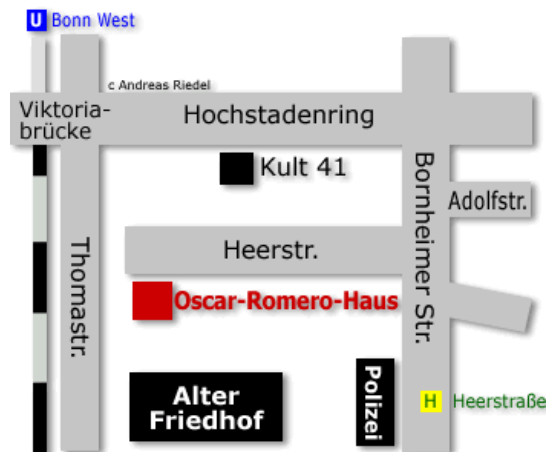 U Bonn West
c Andreas Riedel
Viktoria-
brücke
Hochstadenring
Kult 41
Bornheimer Str.
Adolfstr.
Thomastr.
Heerstr.
Oscar-Romero-Haus
Alter
Friedhof
Polizei
H Heerstraße